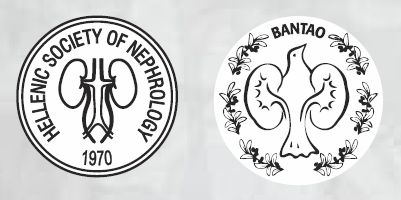 HELLENIC SOCIETY OF NEPHROLOGY
1970
BANTAO